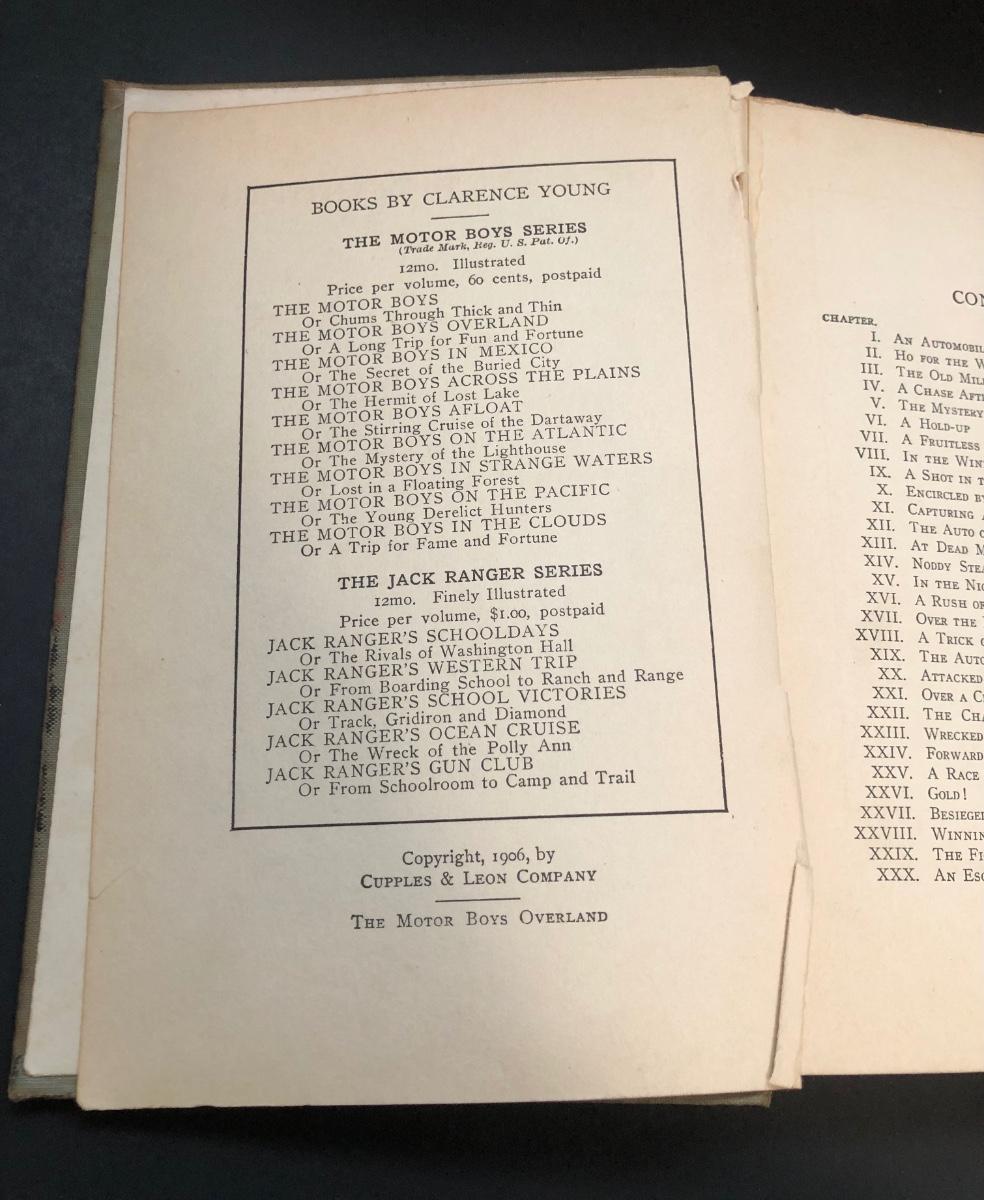 BOOKS BY CLARENCE YOUNG
THE MOTOR BOYS SERIES
(Trade Mark, Reg. U. S. Pat. Of.)
12mo. Illustrated
Price per volume, 60 cents, postpaid
THE MOTOR BOYS
Or Chums Through Thick and Thin
THE MOTOR BOYS OVERLAND
Or A Long Trip for Fun and Fortune
THE MOTOR BOYS IN MEXICO
Or The Secret of the Buried City
THE MOTOR BOYS ACROSS THE PLAINS
Or The Hermit of Lost Lake
THE MOTOR BOYS AFLOAT
Or The Stirring Cruise of the Dartaway
THE MOTOR BOYS ON THE ATLANTIC
Or The Mystery of the Lighthouse
THE MOTOR BOYS IN STRANGE WATERS
Or Lost in a Floating Forest
THE MOTOR BOYS ON THE PACIFIC
Or The Young Derelict Hunters
THE MOTOR BOYS IN THE CLOUDS
Or A Trip for Fame and Fortune
THE JACK RANGER SERIES
12mo. Finely Illustrated
Price per volume, $1.00, postpaid
JACK RANGER'S SCHOOLDAYS
Or The Rivals of Washington Hall
JACK RANGER'S WESTERN TRIP
Or From Boarding School to Ranch and Range
JACK RANGER'S SCHOOL VICTORIES
Or Track, Gridiron and Diamond
JACK RANGER'S OCEAN CRUISE
Or The Wreck of the Polly Ann
JACK RANGER'S GUN CLUB
Or From Schoolroom to Camp and Trail
Copyright, 1906, by
CUPPLES & LEON COMPANY
THE MOTOR BOYS OVERLAND
CON
CHAPTER.
I. AN AUTOMOBIL
II. HO FOR THE W
III. THE OLD MIL
IV. A CHASE AFT
V. THE MYSTERY
VI. A HOLD-UP
VII. A FRUITLESS
VIII. IN THE WIN
IX. A SHOT IN T
X. ENCIRCLED B
XI. CAPTURING
XII. THE AUTO
XIII. AT DEAD M
XIV. NODDY STE
XV. IN THE NI
XVI. A RUSH O
XVII. OVER THE
XVIII. A TRICK
XIX. THE AUTO
XX. ATTACKED
XXI. OVER A C
XXII. THE CHA
XXIII. WRECKED
XXIV. FORWARD
XXV. A RACE
XXVI. GOLD!
XXVII. BESIEGE
XXVIII. WINNIN
XXIX. THE FI
XXX. AN ESC